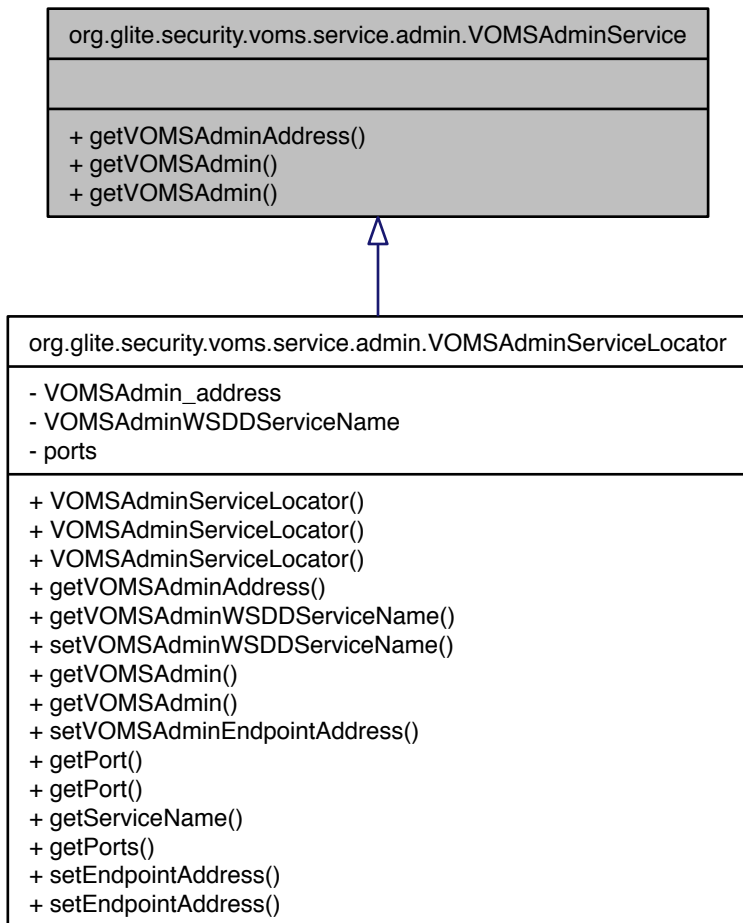 org.glite.security.voms.service.admin.VOMSAdminService
+ getVOMSAdminAddress()
+ getVOMSAdmin()
+ getVOMSAdmin()
org.glite.security.voms.service.admin.VOMSAdminServiceLocator
- VOMSAdmin_address
- VOMSAdminWSDDServiceName
- ports
+ VOMSAdminServiceLocator()
+ VOMSAdminServiceLocator()
+ VOMSAdminServiceLocator()
+ getVOMSAdminAddress()
+ getVOMSAdminWSDDServiceName()
+ setVOMSAdminWSDDServiceName()
+ getVOMSAdmin()
+ getVOMSAdmin()
+ setVOMSAdminEndpointAddress()
+ getPort()
+ getPort()
+ getServiceName()
+ getPorts()
+ setEndpointAddress()
+ setEndpointAddress()